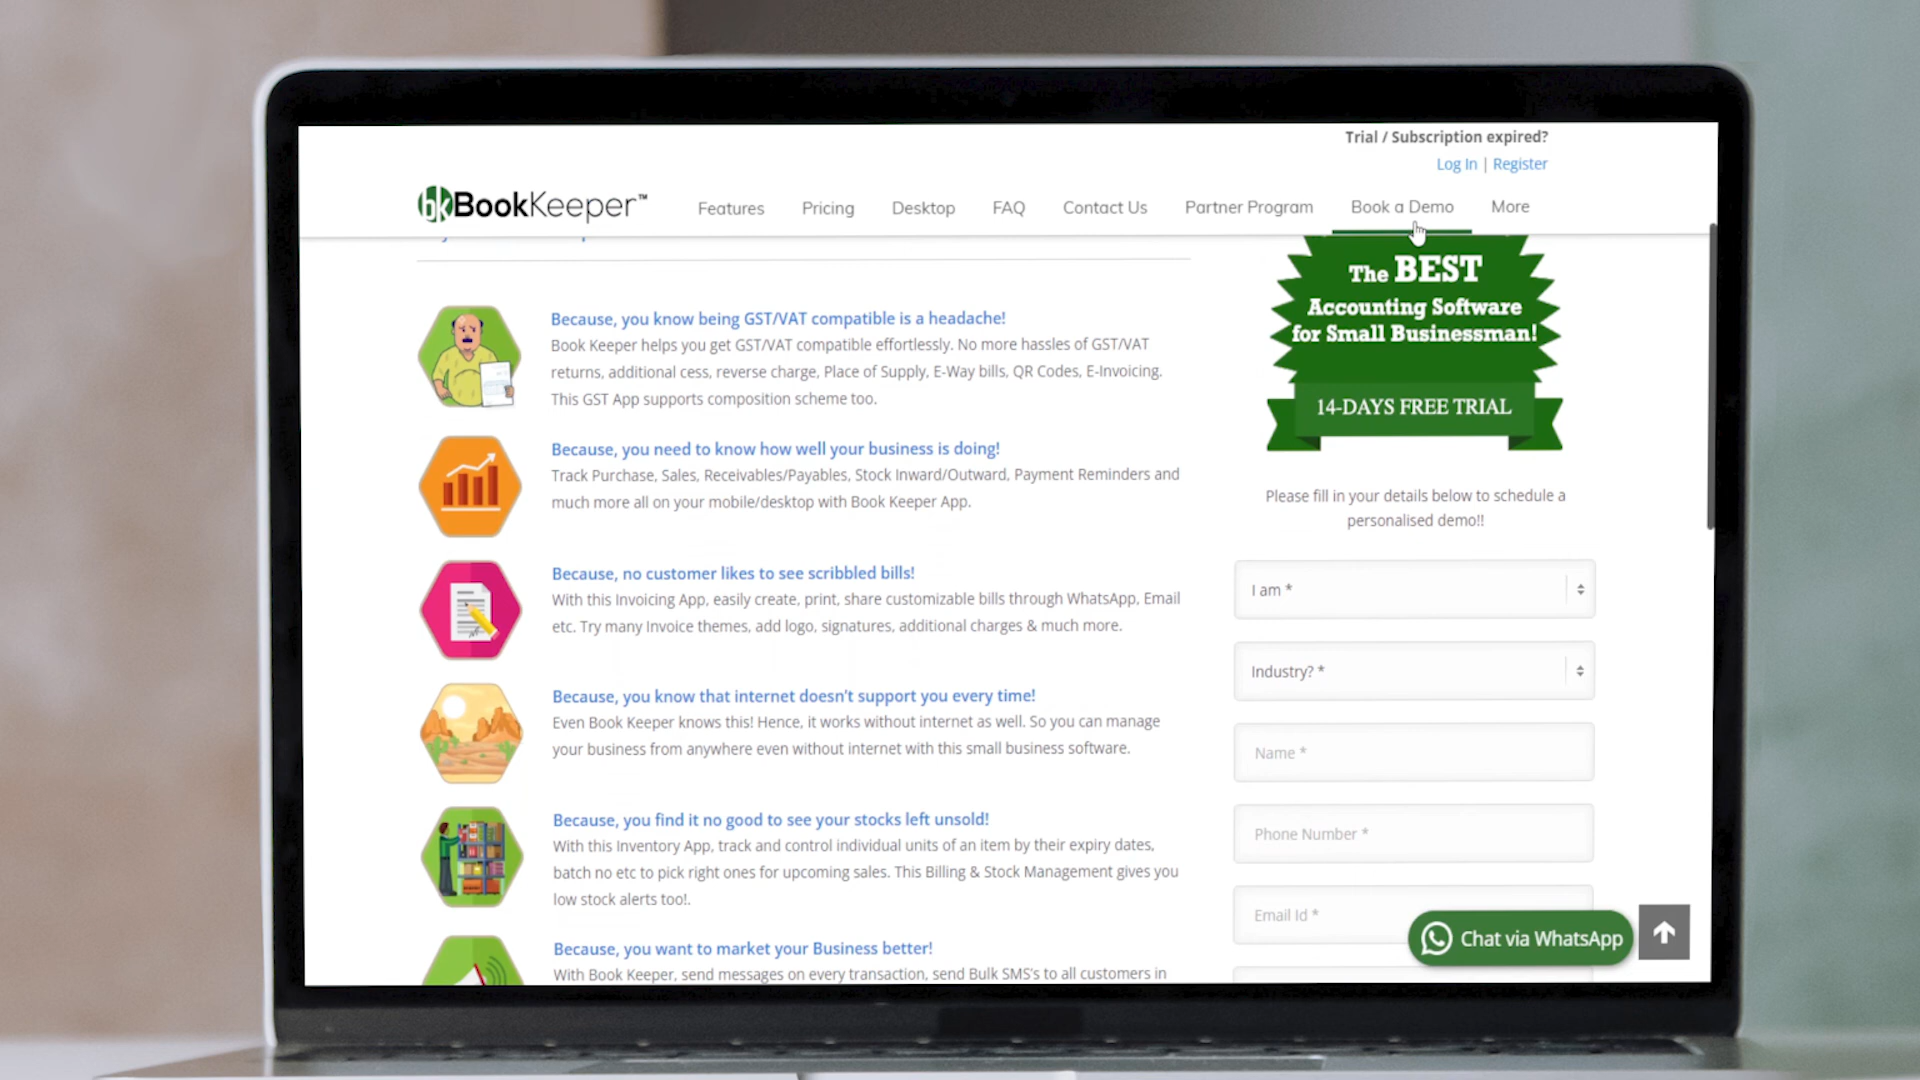 Trial / Subscription expired?
Log In | Register
bk BookKeeper™
Features
Pricing
Desktop
FAQ
Contact Us
Partner Program
Book a Demo
More
Because, you know being GST/VAT compatible is a headache!
Book Keeper helps you get GST/VAT compatible effortlessly. No more hassles of GST/VAT
returns, additional cess, reverse charge, Place of Supply, E-Way bills, QR Codes, E-Invoicing.
This GST App supports composition scheme too.
Because, you need to know how well your business is doing!
Track Purchase, Sales, Receivables/Payables, Stock Inward/Outward, Payment Reminders and
much more all on your mobile/desktop with Book Keeper App.
Because, no customer likes to see scribbled bills!
With this Invoicing App, easily create, print, share customizable bills through WhatsApp, Email
etc. Try many Invoice themes, add logo, signatures, additional charges & much more.
Because, you know that internet doesn't support you every time!
Even Book Keeper knows this! Hence, it works without internet as well. So you can manage
your business from anywhere even without internet with this small business software.
Because, you find it no good to see your stocks left unsold!
With this Inventory App, track and control individual units of an item by their expiry dates,
batch no etc to pick right ones for upcoming sales. This Billing & Stock Management gives you
low stock alerts too!.
Because, you want to market your Business better!
With Book Keeper, send messages on every transaction, send Bulk SMS's to all customers in
The BEST
Accounting Software
for Small Businessman!
14-DAYS FREE TRIAL
Please fill in your details below to schedule a
personalised demo!!
I am *
Industry? *
Name *
Phone Number *
Email Id *
Chat via WhatsApp